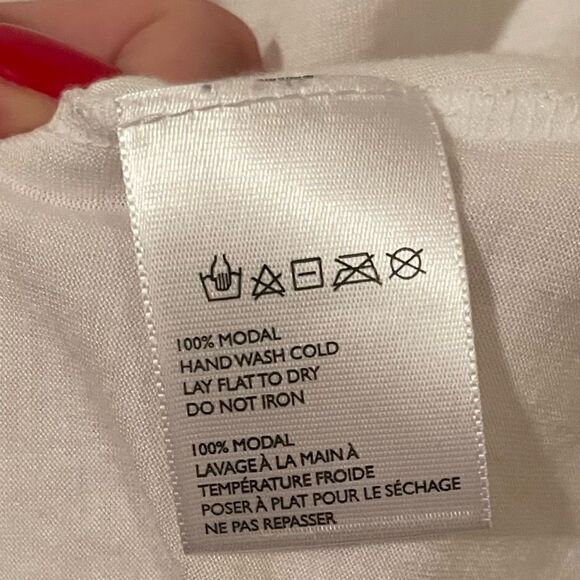 100% MODAL
HAND WASH COLD
LAY FLAT TO DRY
DO NOT IRON
100% MODAL
LAVAGE À LA MAIN À
TEMPÉRATURE FROIDE
POSER À PLAT POUR LE SÉCHAGE
NE PAS REPASSER